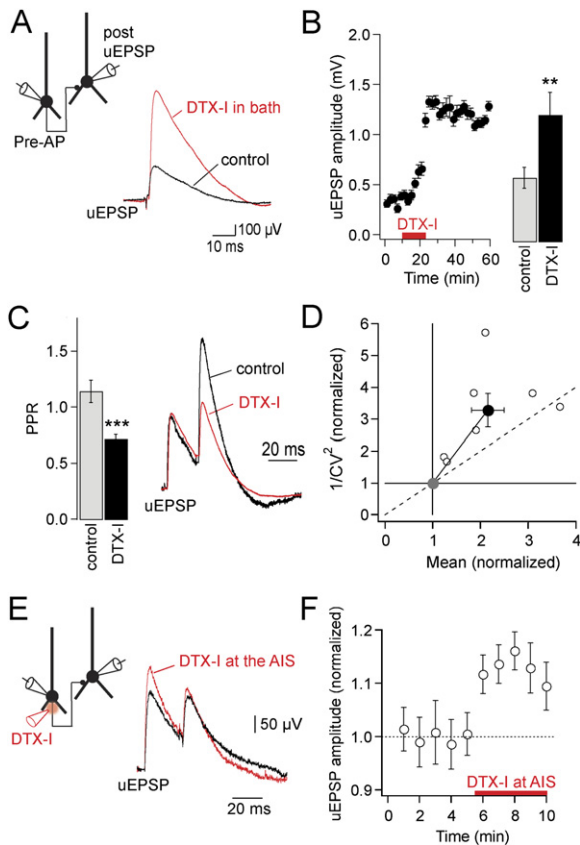 A
post
uEPSP
Pre-AP
DTX-I in bath
control
uEPSP
100 µV
10 ms
B
uEPSP amplitude (mV)
2.0
1.5
1.0
0.5
0.0
DTX-I
0 20 40 60
Time (min)
**
control
DTX-I
C
PPR
1.5
1.0
0.5
0.0
***
control
DTX-I
control
DTX-I
20 ms
uEPSP
D
1/CV² (normalized)
6
5
4
3
2
1
0
0 1 2 3 4
Mean (normalized)
E
DTX-I
DTX-I at the AIS
50 µV
uEPSP
20 ms
F
uEPSP amplitude (normalized)
1.2
1.1
1.0
0.9
DTX-I at AIS
0 2 4 6 8 10
Time (min)